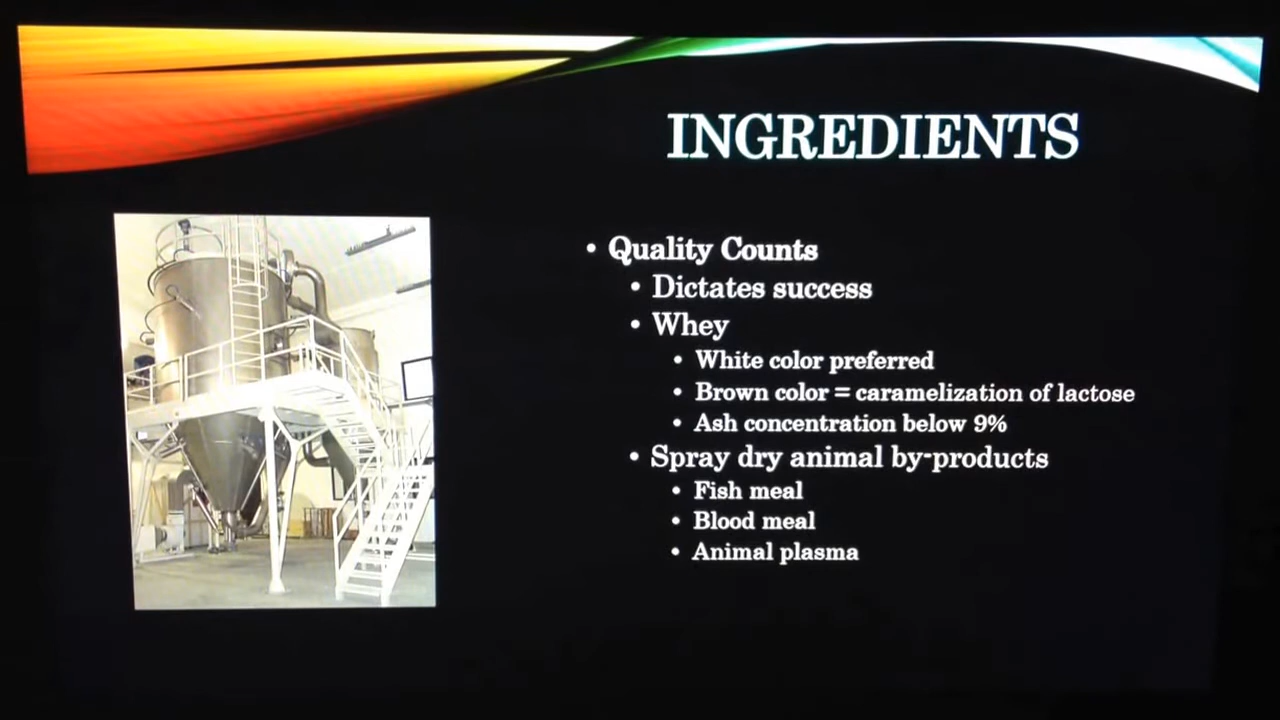 INGREDIENTS
• Quality Counts
• Dictates success
• Whey
• White color preferred
• Brown color = caramelization of lactose
• Ash concentration below 9%
• Spray dry animal by-products
• Fish meal
• Blood meal
• Animal plasma